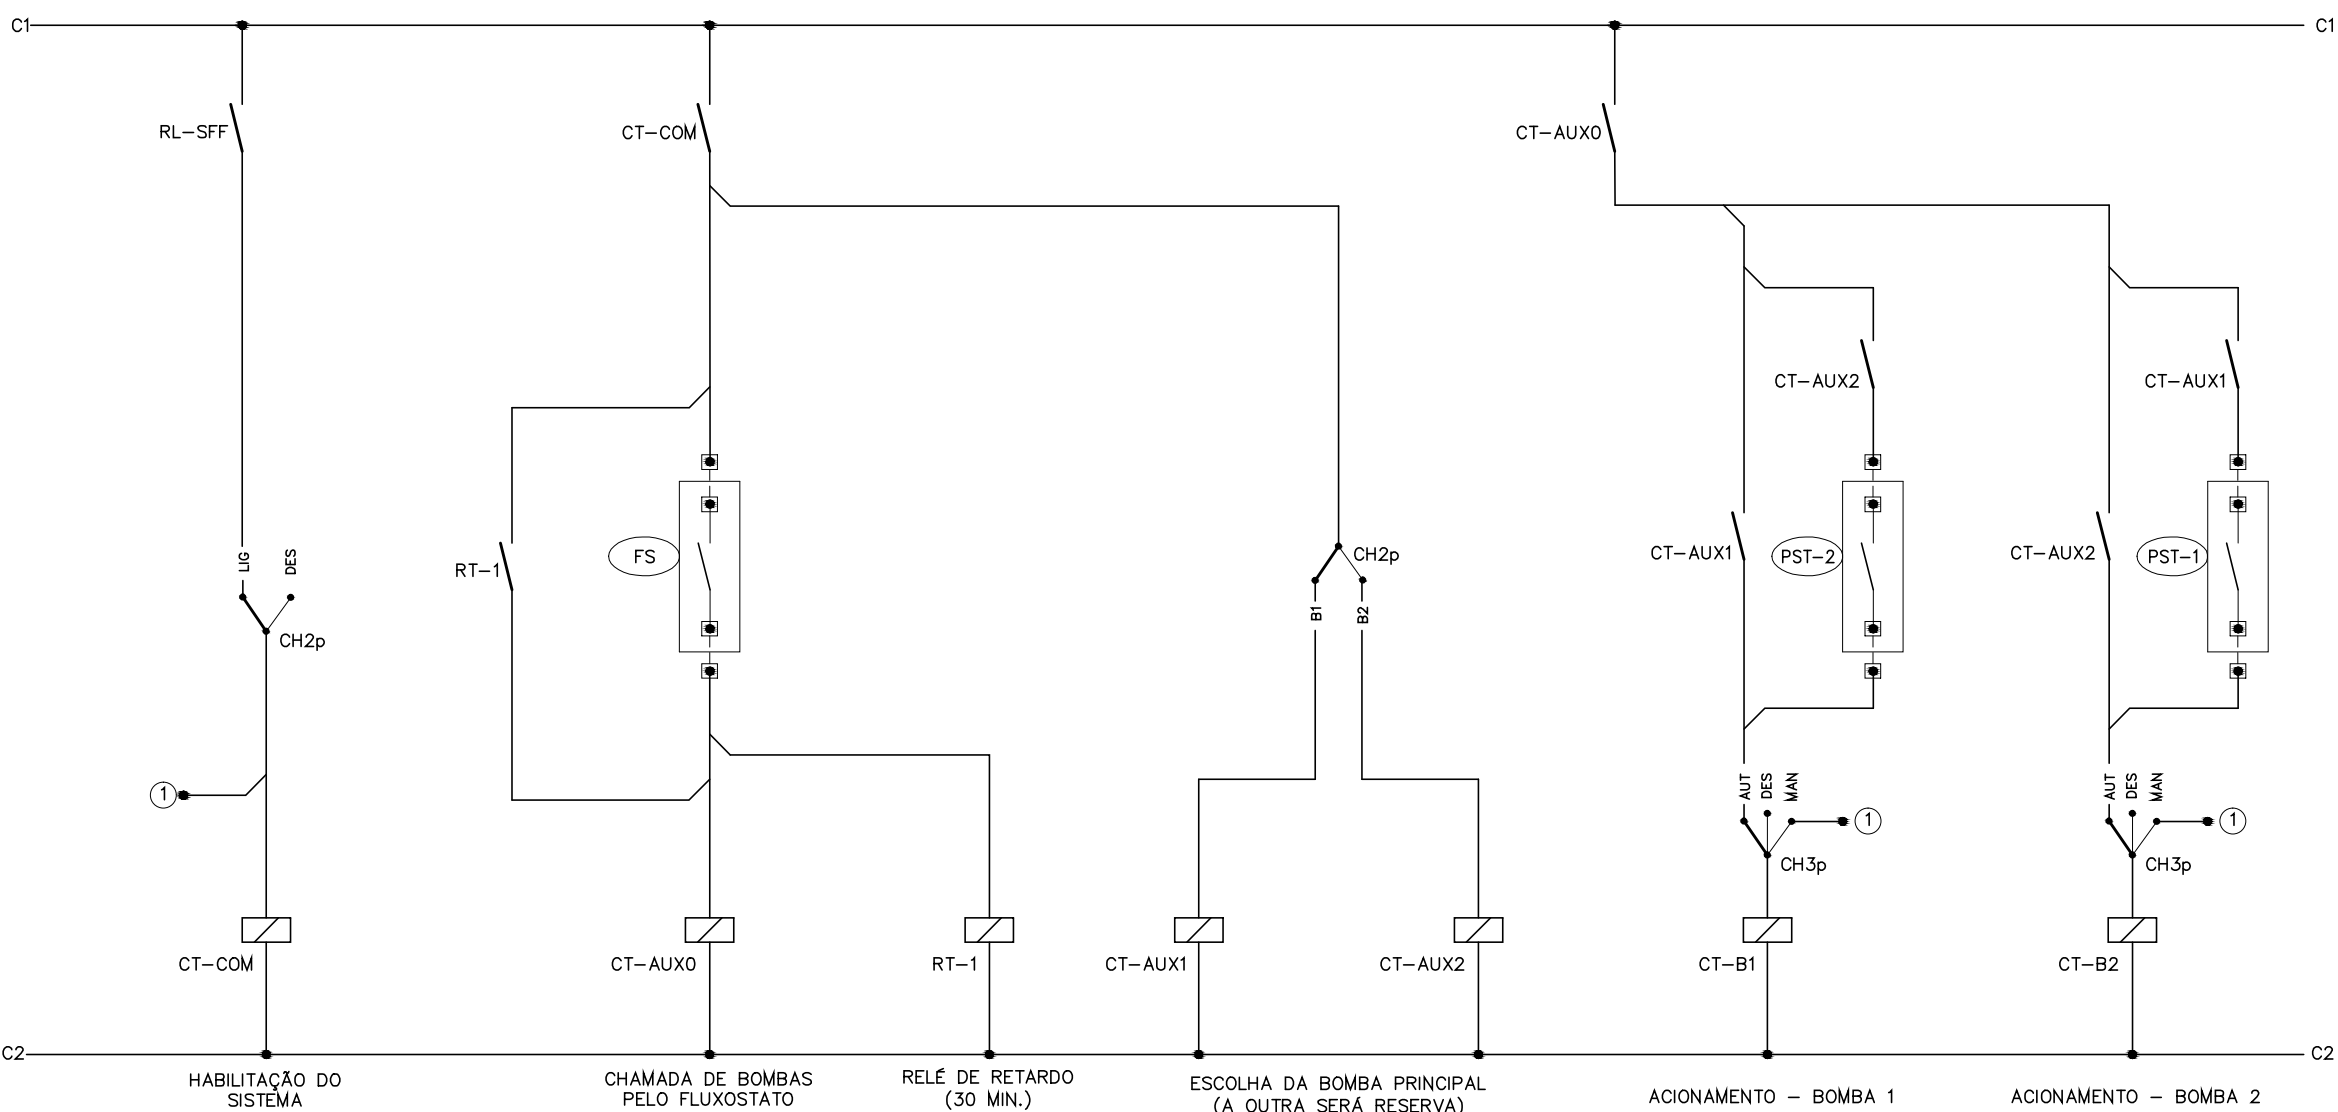 C1
C1
RL-SFF
CT-COM
CT-AUX0
CT-AUX2
CT-AUX1
LIG
DES
CH2p
RT-1
FS
CH2p
B1
B2
CT-AUX1
PST-2
CT-AUX2
PST-1
1
AUT
DES
MAN
1
CH3p
AUT
DES
MAN
1
CH3p
CT-COM
CT-AUX0
RT-1
CT-AUX1
CT-AUX2
CT-B1
CT-B2
C2
C2
HABILITAÇÃO DO
SISTEMA
CHAMADA DE BOMBAS
PELO FLUXOSTATO
RELÉ DE RETARDO
(30 MIN.)
ESCOLHA DA BOMBA PRINCIPAL
(A OUTRA SERÁ RESERVA)
ACIONAMENTO - BOMBA 1
ACIONAMENTO - BOMBA 2